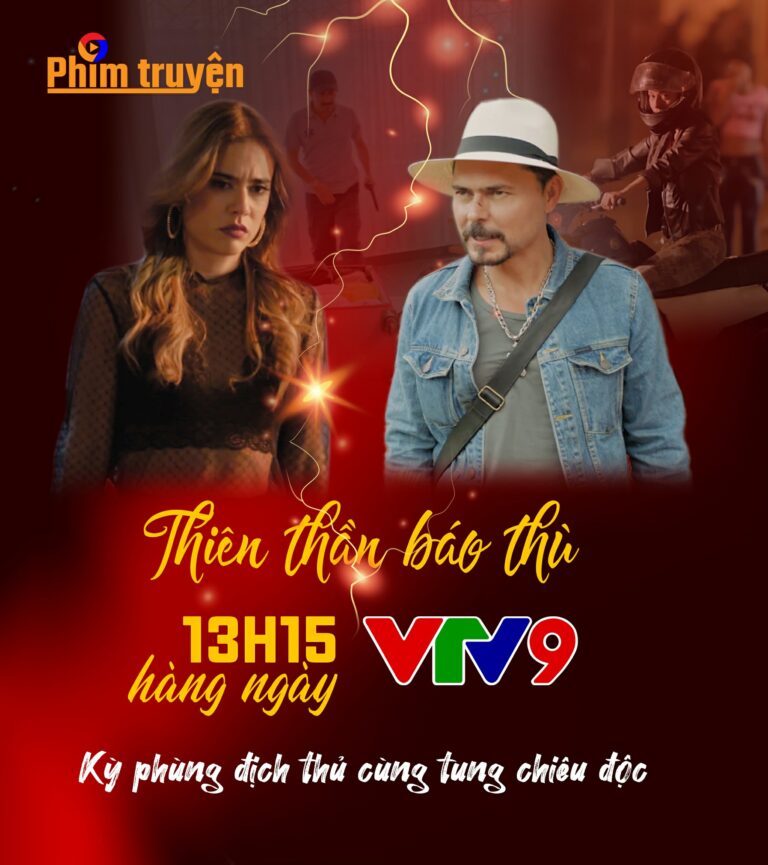 Phim truyện
Thiên thần báo thù
13H15
hàng ngày
VTV9
Kỳ phùng địch thủ cùng tung chiêu độc